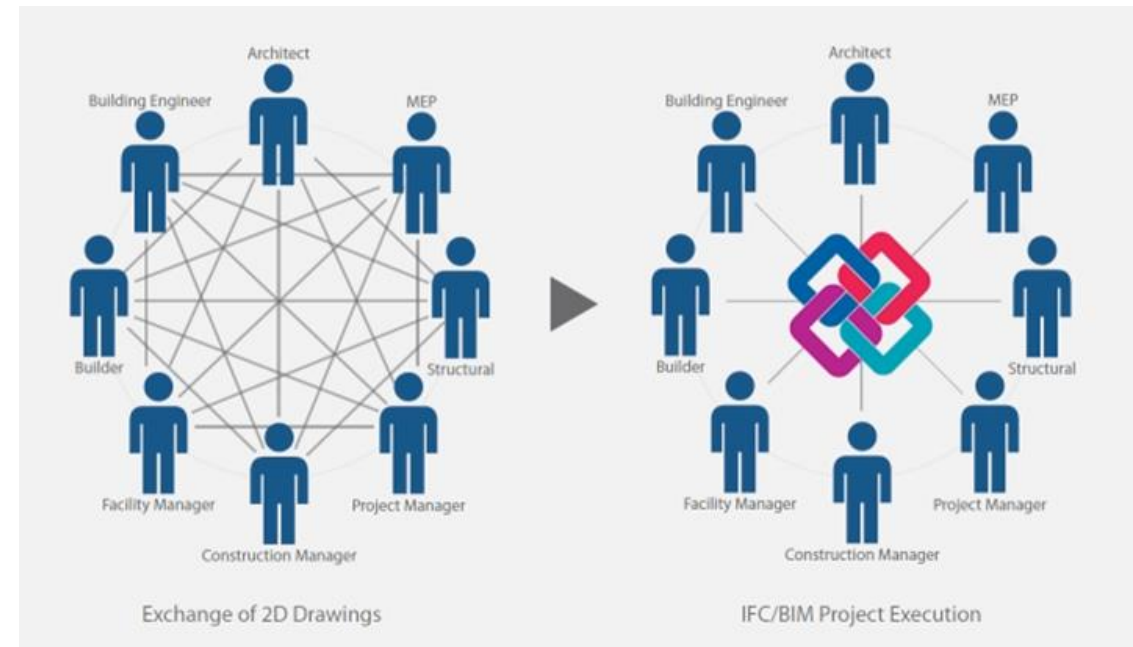 Architect
Building Engineer
MEP
Builder
Structural
Facility Manager
Project Manager
Construction Manager
Exchange of 2D Drawings
Architect
Building Engineer
MEP
Builder
Structural
Facility Manager
Project Manager
Construction Manager
IFC/BIM Project Execution